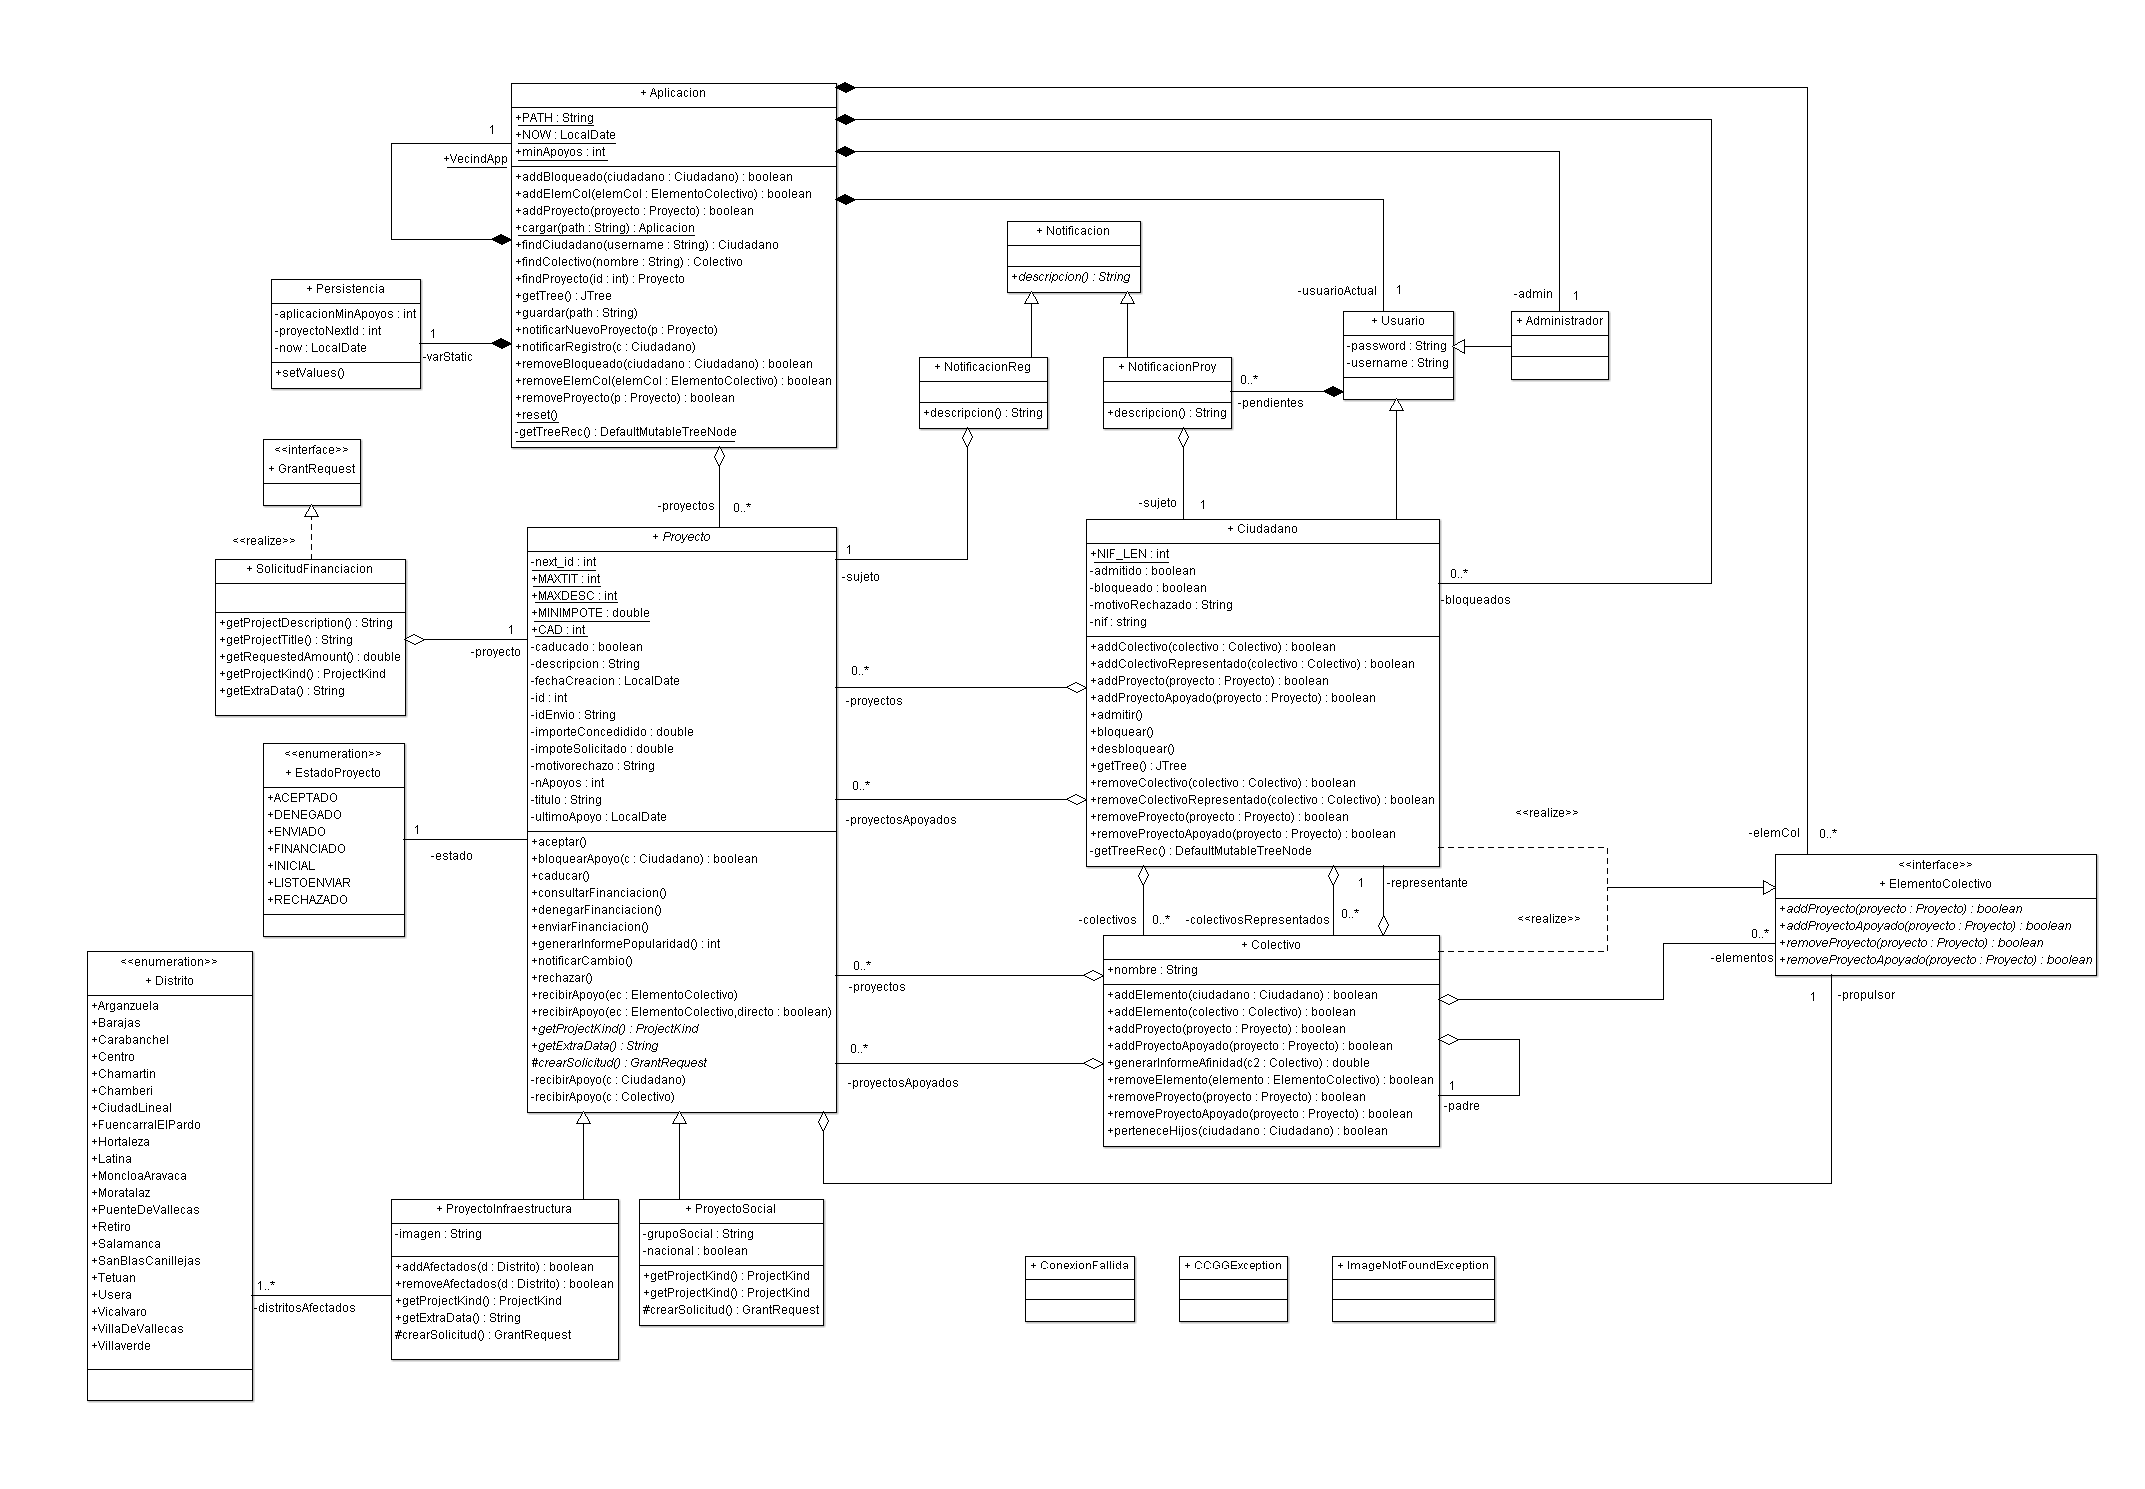 + Aplicacion
+PATH : String
+NOW : LocalDate
+minApoyos : int
+addBloqueado(ciudadano : Ciudadano) : boolean
+addElemCol(elemCol : ElementoColectivo) : boolean
+addProyecto(proyecto : Proyecto) : boolean
+cargar(path : String) : Aplicacion
+findCiudadano(username : String) : Ciudadano
+findColectivo(nombre : String) : Colectivo
+findProyecto(id : int) : Proyecto
+getTree() : JTree
+guardar(path : String)
+notificarNuevoProyecto(p : Proyecto)
+notificarRegistro(c : Ciudadano)
+removeBloqueado(ciudadano : Ciudadano) : boolean
+removeElemCol(elemCol : ElementoColectivo) : boolean
+removeProyecto(p : Proyecto) : boolean
+reset()
-getTreeRec() : DefaultMutableTreeNode
1
+VecindApp
+ Persistencia
-aplicacionMinApoyos : int
-proyectoNextId : int
-now : LocalDate
+setValues()
1
-varStatic
+ Notificacion
+descripcion() : String
+ NotificacionReg
+descripcion() : String
+ NotificacionProy
+descripcion() : String
0..*
-pendientes
-usuarioActual
1
+ Usuario
-password : String
-username : String
-admin
1
+ Administrador
<<interface>>
+ GrantRequest
<<realize>>
+ SolicitudFinanciacion
+getProjectDescription() : String
+getProjectTitle() : String
+getRequestedAmount() : double
+getProjectKind() : ProjectKind
+getExtraData() : String
1
-proyecto
-proyectos
0..*
+ Proyecto
-next_id : int
+MAXTIT : int
+MAXDESC : int
+MINIMPOTE : double
+CAD : int
-caducado : boolean
-descripcion : String
-fechaCreacion : LocalDate
-id : int
-idEnvio : String
-importeConcedidido : double
-impoteSolicitado : double
-motivorechazo : String
-nApoyos : int
-titulo : String
-ultimoApoyo : LocalDate
+aceptar()
+bloquearApoyo(c : Ciudadano) : boolean
+caducar()
+consultarFinanciacion()
+denegarFinanciacion()
+enviarFinanciacion()
+generarInformePopularidad() : int
+notificarCambio()
+rechazar()
+recibirApoyo(ec : ElementoColectivo)
+recibirApoyo(ec : ElementoColectivo,directo : boolean)
+getProjectKind() : ProjectKind
+getExtraData() : String
#crearSolicitud() : GrantRequest
-recibirApoyo(c : Ciudadano)
-recibirApoyo(c : Colectivo)
1
-sujeto
-sujeto
1
+ Ciudadano
+NIF_LEN : int
-admitido : boolean
-bloqueado : boolean
-motivoRechazado : String
-nif : string
+addColectivo(colectivo : Colectivo) : boolean
+addColectivoRepresentado(colectivo : Colectivo) : boolean
+addProyecto(proyecto : Proyecto) : boolean
+addProyectoApoyado(proyecto : Proyecto) : boolean
+admitir()
+bloquear()
+desbloquear()
+getTree() : JTree
+removeColectivo(colectivo : Colectivo) : boolean
+removeColectivoRepresentado(colectivo : Colectivo) : boolean
+removeProyecto(proyecto : Proyecto) : boolean
+removeProyectoApoyado(proyecto : Proyecto) : boolean
-getTreeRec() : DefaultMutableTreeNode
0..*
-bloqueados
0..*
-proyectos
0..*
-proyectosApoyados
<<enumeration>>
+ EstadoProyecto
+ACEPTADO
+DENEGADO
+ENVIADO
+FINANCIADO
+INICIAL
+LISTOENVIAR
+RECHAZADO
1
-estado
<<realize>>
<<realize>>
-elemCol
0..*
<<interface>>
+ ElementoColectivo
+addProyecto(proyecto : Proyecto) : boolean
+addProyectoApoyado(proyecto : Proyecto) : boolean
+removeProyecto(proyecto : Proyecto) : boolean
+removeProyectoApoyado(proyecto : Proyecto) : boolean
-colectivos
0..*
-colectivosRepresentados
0..*
1
-representante
0..*
-elementos
1
-propulsor
+ Colectivo
+nombre : String
+addElemento(ciudadano : Ciudadano) : boolean
+addElemento(colectivo : Colectivo) : boolean
+addProyecto(proyecto : Proyecto) : boolean
+addProyectoApoyado(proyecto : Proyecto) : boolean
+generarInformeAfinidad(c2 : Colectivo) : double
+removeElemento(elemento : ElementoColectivo) : boolean
+removeProyecto(proyecto : Proyecto) : boolean
+removeProyectoApoyado(proyecto : Proyecto) : boolean
+perteneceHijos(ciudadano : Ciudadano) : boolean
0..*
-proyectos
0..*
-proyectosApoyados
1
-padre
<<enumeration>>
+ Distrito
+Arganzuela
+Barajas
+Carabanchel
+Centro
+Chamartin
+Chamberi
+CiudadLineal
+FuencarralElPardo
+Hortaleza
+Latina
+MoncloaAravaca
+Moratalaz
+PuenteDeVallecas
+Retiro
+Salamanca
+SanBlasCanillejas
+Tetuan
+Usera
+Vicalvaro
+VillaDeVallecas
+Villaverde
1..*
-distritosAfectados
+ ProyectoInfraestructura
-imagen : String
+addAfectados(d : Distrito) : boolean
+removeAfectados(d : Distrito) : boolean
+getProjectKind() : ProjectKind
+getExtraData() : String
#crearSolicitud() : GrantRequest
+ ProyectoSocial
-grupoSocial : String
-nacional : boolean
+getProjectKind() : ProjectKind
+getProjectKind() : ProjectKind
#crearSolicitud() : GrantRequest
+ ConexionFallida
+ CCGGException
+ ImageNotFoundException